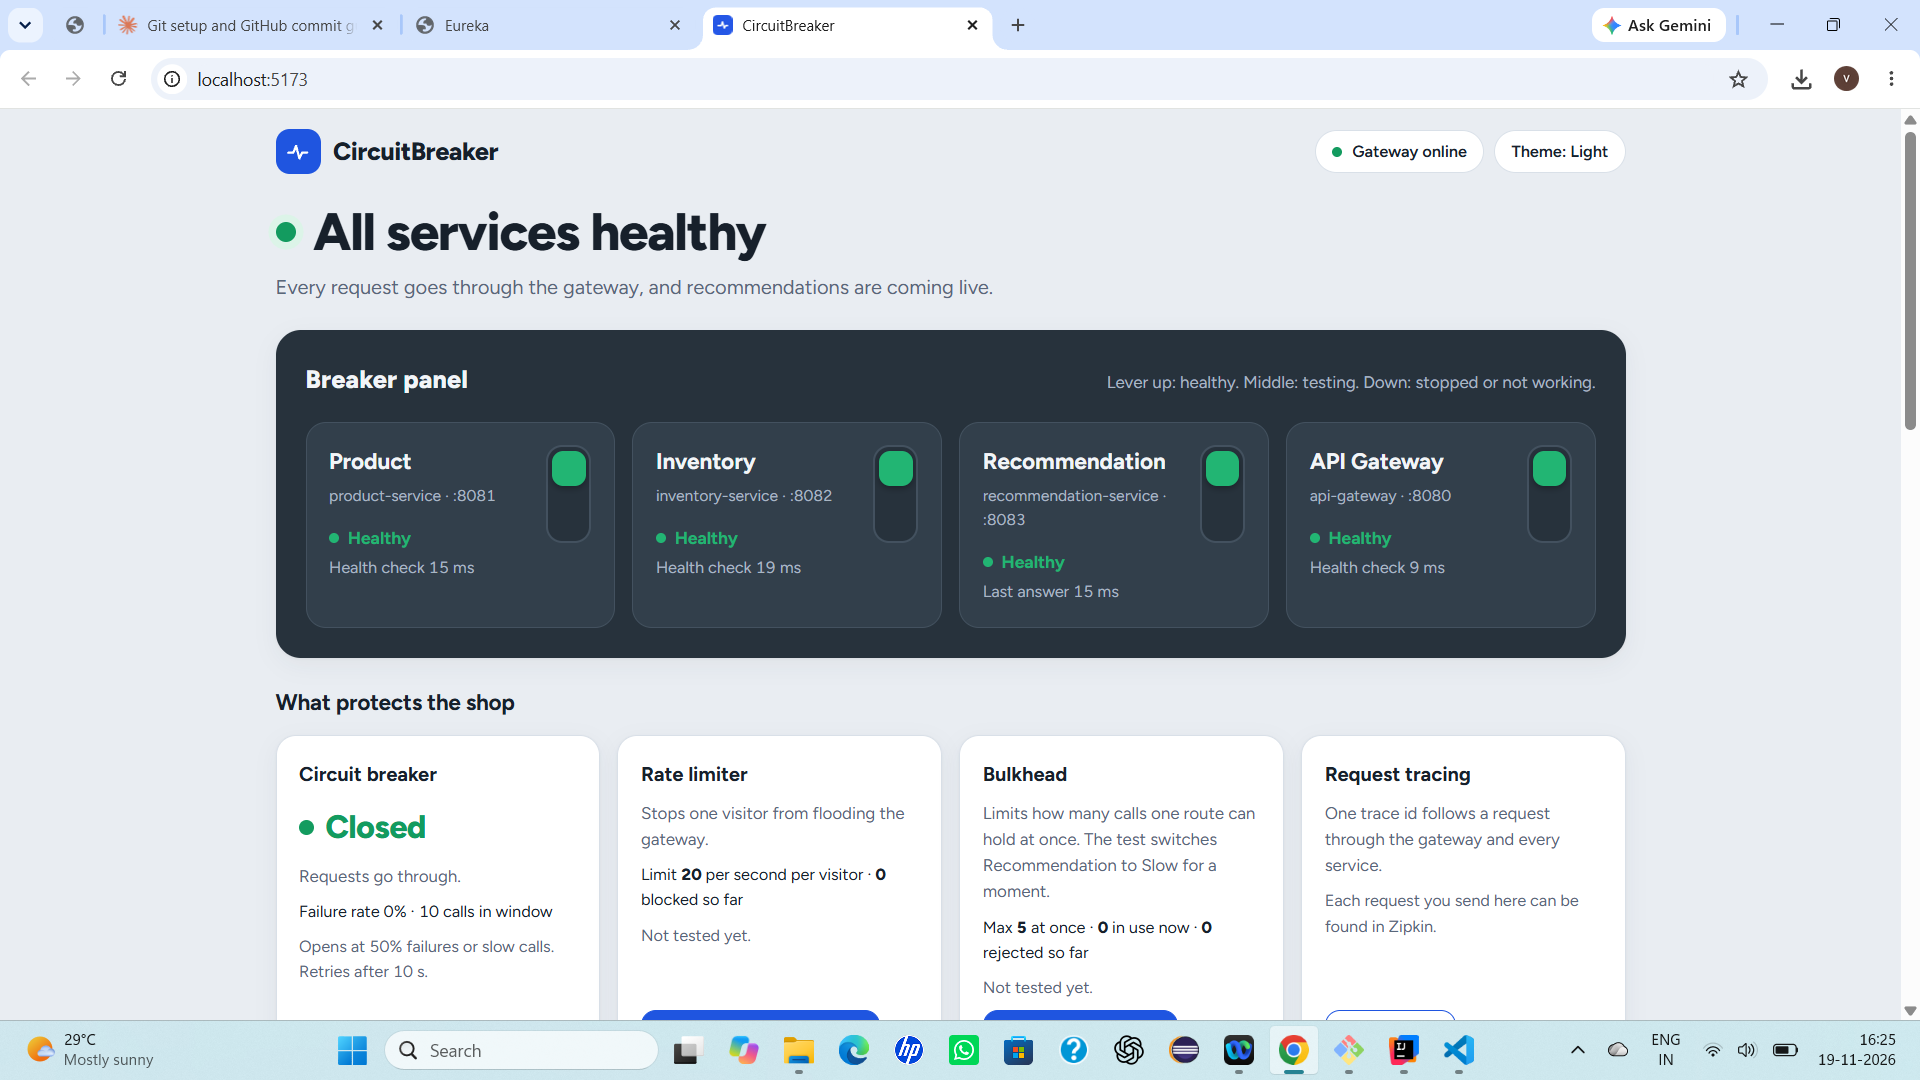 Git setup and GitHub commit g
Eureka
CircuitBreaker
Ask Gemini
localhost:5173
V
CircuitBreaker
Gateway online
Theme: Light
All services healthy
Every request goes through the gateway, and recommendations are coming live.
Breaker panel
Lever up: healthy. Middle: testing. Down: stopped or not working.
Product
product-service · :8081
Healthy
Health check 15 ms
Inventory
inventory-service · :8082
Healthy
Health check 19 ms
Recommendation
recommendation-service ·
:8083
Healthy
Last answer 15 ms
API Gateway
api-gateway · :8080
Healthy
Health check 9 ms
What protects the shop
Circuit breaker
Closed
Requests go through.
Failure rate 0% · 10 calls in window
Opens at 50% failures or slow calls.
Retries after 10 s.
Rate limiter
Stops one visitor from flooding the
gateway.
Limit 20 per second per visitor · 0
blocked so far
Not tested yet.
Bulkhead
Limits how many calls one route can
hold at once. The test switches
Recommendation to Slow for a
moment.
Max 5 at once · 0 in use now · 0
rejected so far
Not tested yet.
Request tracing
One trace id follows a request
through the gateway and every
service.
Each request you send here can be
found in Zipkin.
29°C
Mostly sunny
Search
hp
IJ
ENG
IN
16:25
19-11-2026